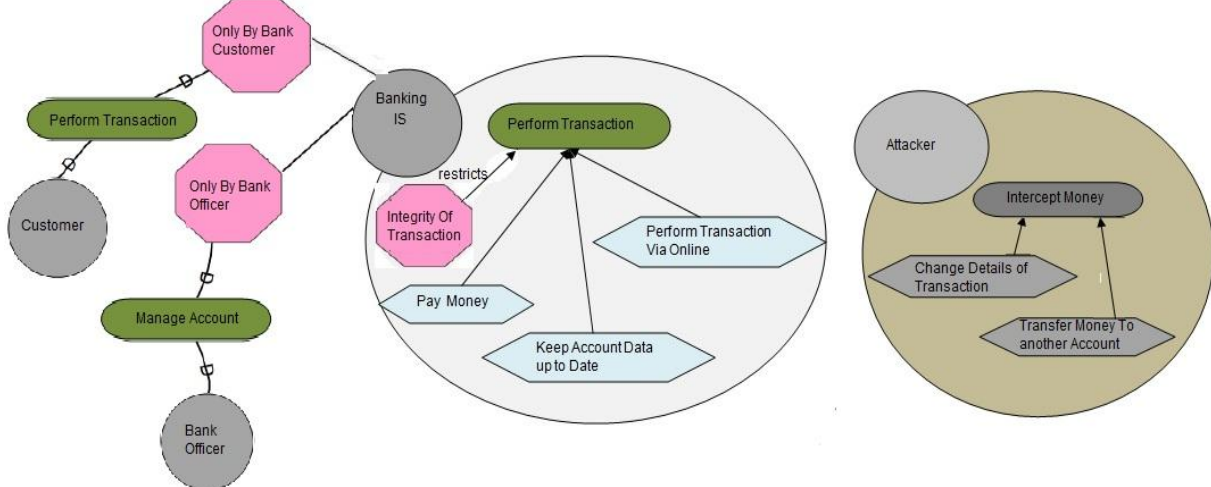 Only By Bank
Customer
D
Perform Transaction
D
Customer
Only By Bank
Officer
D
Manage Account
D
Bank
Officer
Banking
IS
Perform Transaction
restricts
Integrity Of
Transaction
Perform Transaction
Via Online
Pay Money
Keep Account Data
up to Date
Attacker
Intercept Money
Change Details of
Transaction
Transfer Money To
another Account